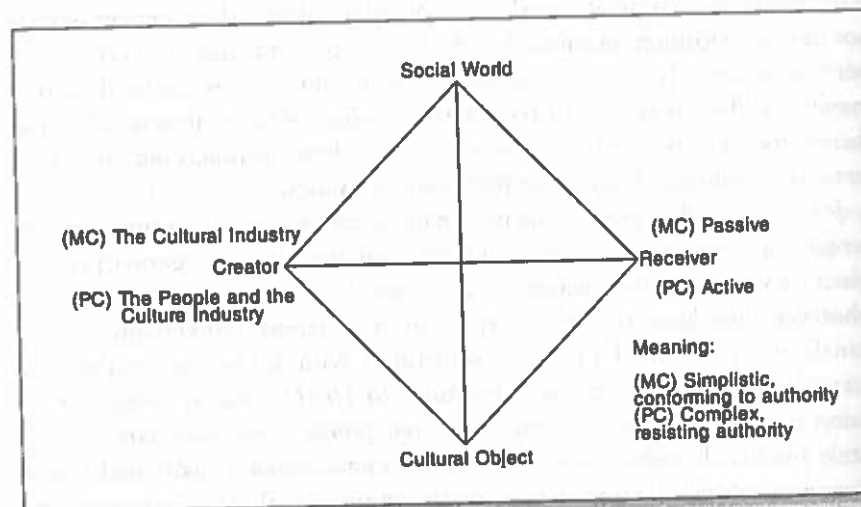 Social World
(MC) The Cultural Industry
Creator
(PC) The People and the
Culture Industry
(MC) Passive
Receiver
(PC) Active
Meaning:
(MC) Simplistic,
conforming to authority
(PC) Complex,
resisting authority
Cultural Object